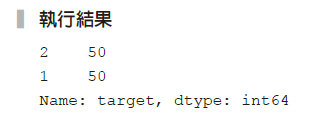 執行結果
2    50
1    50
Name: target, dtype: int64